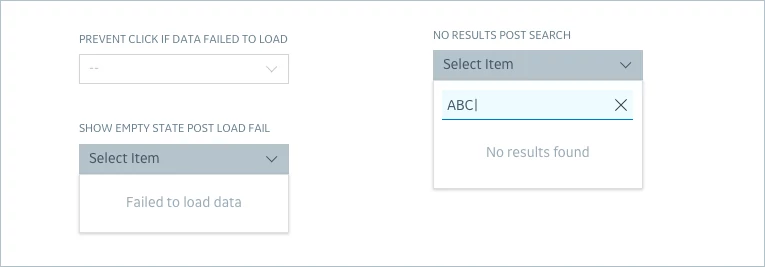 PREVENT CLICK IF DATA FAILED TO LOAD
--
SHOW EMPTY STATE POST LOAD FAIL
Select Item
Failed to load data
NO RESULTS POST SEARCH
Select Item
ABC
No results found